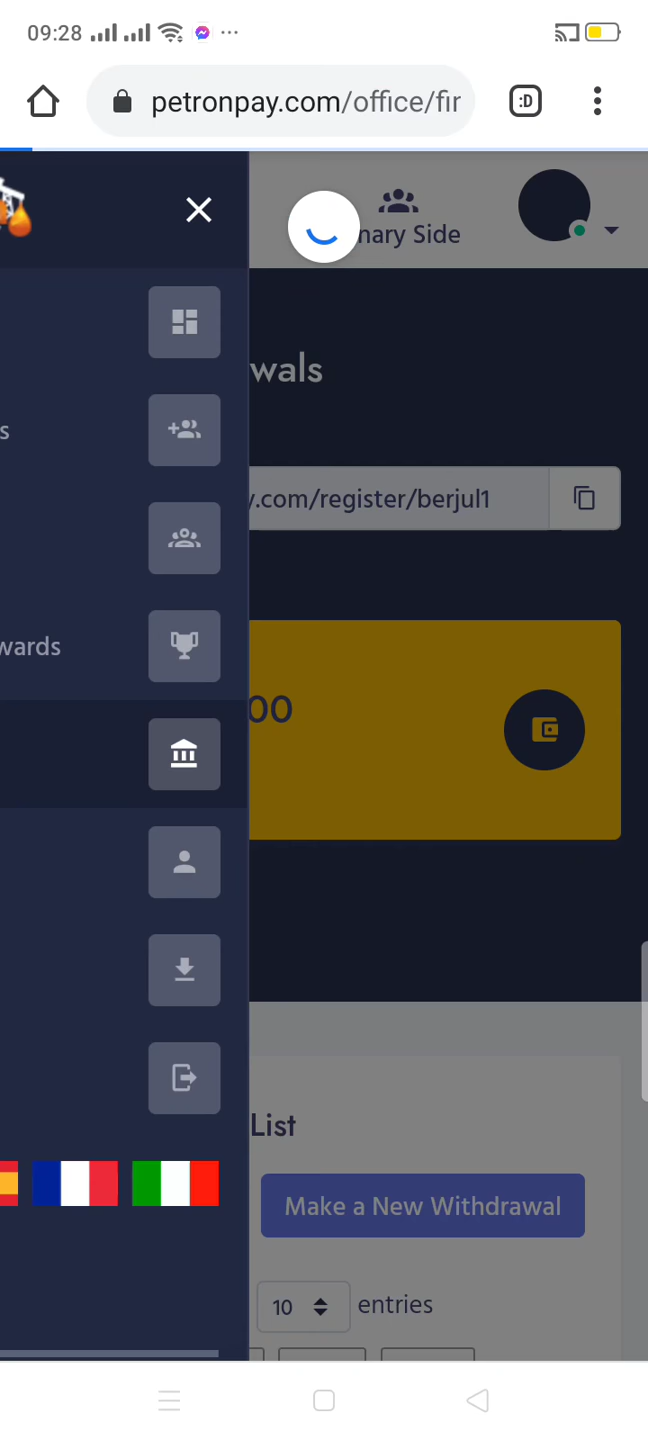 09:28
petronpay.com/office/fir
:D
nary Side
wals
s
y.com/register/berjul1
wards
00
List
Make a New Withdrawal
10 entries